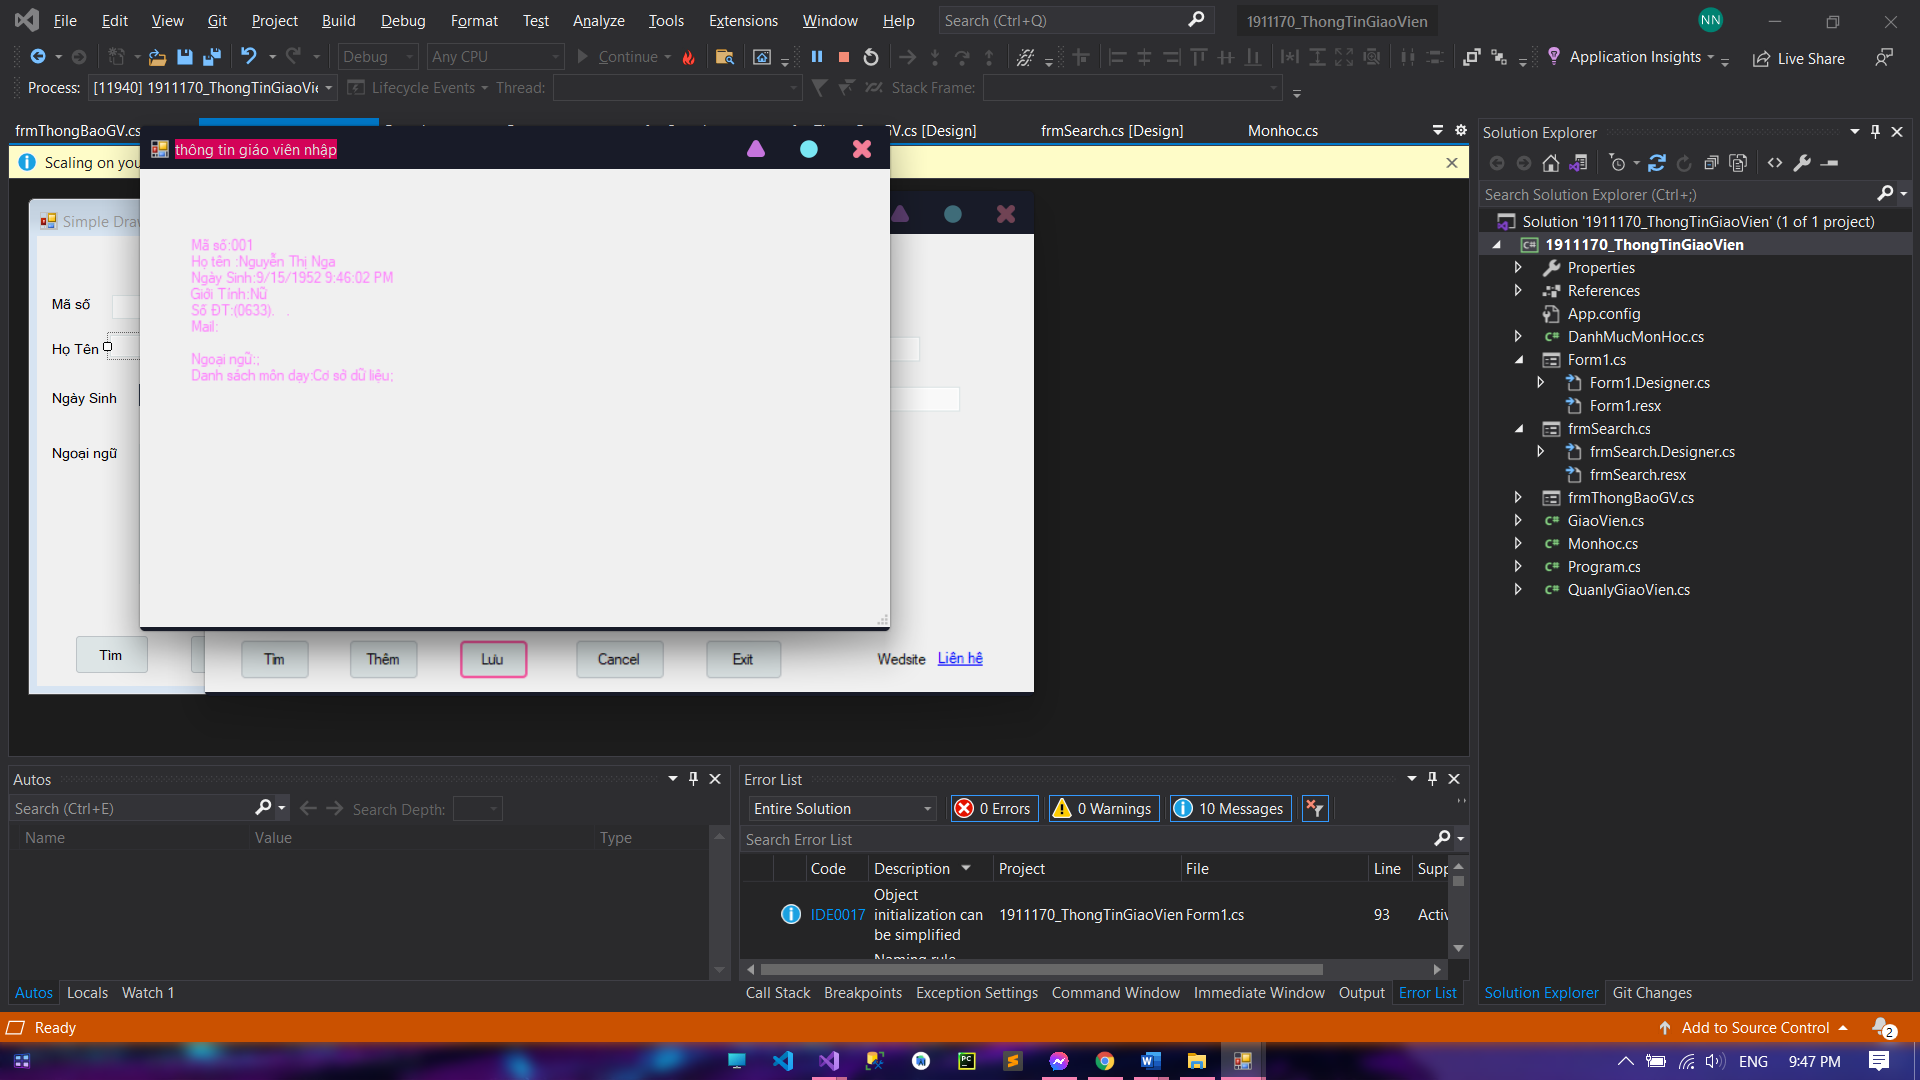 File Edit View Git Project Build Debug Format Test Analyze Tools Extensions Window Help Search (Ctrl+Q) 1911170_ThongTinGiaoVien NN
Debug Any CPU Continue Application Insights Live Share
Process: [11940] 1911170_ThongTinGiaoVie Lifecycle Events Thread: Stack Frame:
frmThongBaoGV.cs GV.cs [Design] frmSearch.cs [Design] Monhoc.cs
Scaling on you
thông tin giáo viên nhập
Simple Draw
Mã số:001
Họ tên :Nguyễn Thị Nga
Ngày Sinh:9/15/1952 9:46:02 PM
Giới Tính:Nữ
Số ĐT:(0633). .
Mail:
Ngoại ngữ:;
Danh sách môn dạy:Cơ sở dữ liệu;
Mã số
Họ Tên
Ngày Sinh
Ngoại ngữ
Tìm
Tìm Thêm Lưu Cancel Exit Wedsite Liên hê
Solution Explorer
Search Solution Explorer (Ctrl+;)
Solution '1911170_ThongTinGiaoVien' (1 of 1 project)
1911170_ThongTinGiaoVien
Properties
References
App.config
DanhMucMonHoc.cs
Form1.cs
Form1.Designer.cs
Form1.resx
frmSearch.cs
frmSearch.Designer.cs
frmSearch.resx
frmThongBaoGV.cs
GiaoVien.cs
Monhoc.cs
Program.cs
QuanlyGiaoVien.cs
Solution Explorer Git Changes
Autos
Search (Ctrl+E) Search Depth:
Name Value Type
Autos Locals Watch 1
Error List
Entire Solution 0 Errors 0 Warnings 10 Messages
Search Error List
Code Description Project File Line Supp
IDE0017 Object initialization can be simplified 1911170_ThongTinGiaoVien Form1.cs 93 Activ
Naming rule
Call Stack Breakpoints Exception Settings Command Window Immediate Window Output Error List
Ready Add to Source Control 2
ENG 9:47 PM